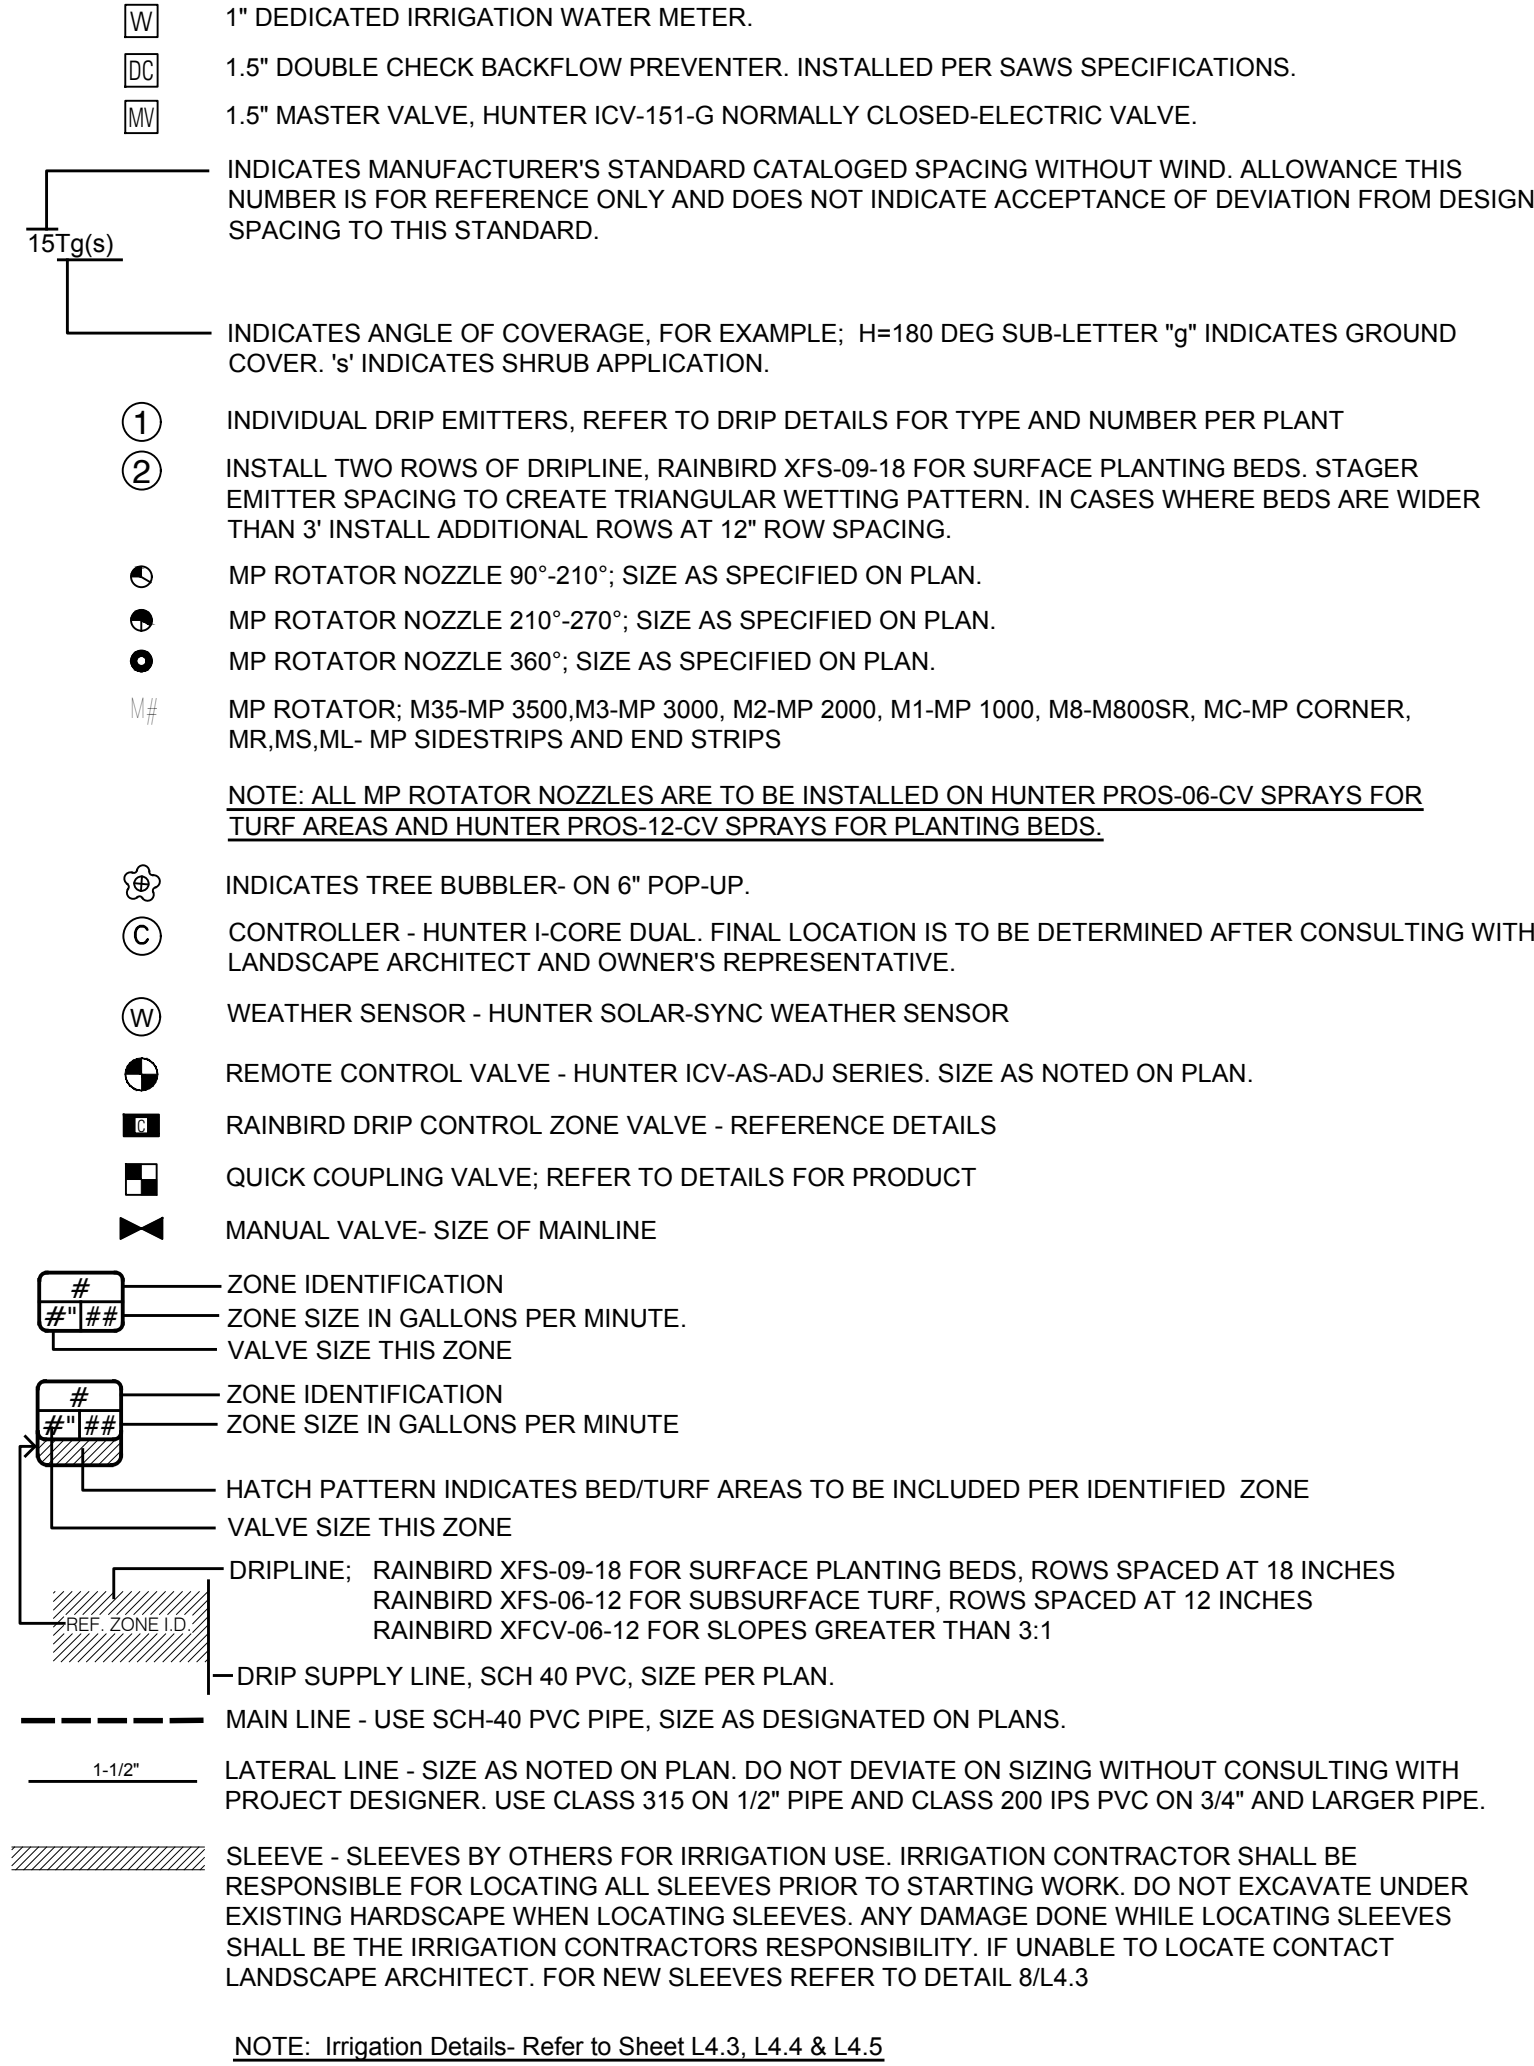 W 1" DEDICATED IRRIGATION WATER METER.
DC 1.5" DOUBLE CHECK BACKFLOW PREVENTER. INSTALLED PER SAWS SPECIFICATIONS.
MV 1.5" MASTER VALVE, HUNTER ICV-151-G NORMALLY CLOSED-ELECTRIC VALVE.
INDICATES MANUFACTURER'S STANDARD CATALOGED SPACING WITHOUT WIND. ALLOWANCE THIS
NUMBER IS FOR REFERENCE ONLY AND DOES NOT INDICATE ACCEPTANCE OF DEVIATION FROM DESIGN
SPACING TO THIS STANDARD.
15Tg(s)
INDICATES ANGLE OF COVERAGE, FOR EXAMPLE; H=180 DEG SUB-LETTER "g" INDICATES GROUND
COVER. 's' INDICATES SHRUB APPLICATION.
1 INDIVIDUAL DRIP EMITTERS, REFER TO DRIP DETAILS FOR TYPE AND NUMBER PER PLANT
2 INSTALL TWO ROWS OF DRIPLINE, RAINBIRD XFS-09-18 FOR SURFACE PLANTING BEDS. STAGER
EMITTER SPACING TO CREATE TRIANGULAR WETTING PATTERN. IN CASES WHERE BEDS ARE WIDER
THAN 3' INSTALL ADDITIONAL ROWS AT 12" ROW SPACING.
MP ROTATOR NOZZLE 90°-210°; SIZE AS SPECIFIED ON PLAN.
MP ROTATOR NOZZLE 210°-270°; SIZE AS SPECIFIED ON PLAN.
MP ROTATOR NOZZLE 360°; SIZE AS SPECIFIED ON PLAN.
M# MP ROTATOR; M35-MP 3500,M3-MP 3000, M2-MP 2000, M1-MP 1000, M8-M800SR, MC-MP CORNER,
MR,MS,ML- MP SIDESTRIPS AND END STRIPS
NOTE: ALL MP ROTATOR NOZZLES ARE TO BE INSTALLED ON HUNTER PROS-06-CV SPRAYS FOR
TURF AREAS AND HUNTER PROS-12-CV SPRAYS FOR PLANTING BEDS.
INDICATES TREE BUBBLER- ON 6" POP-UP.
C CONTROLLER - HUNTER I-CORE DUAL. FINAL LOCATION IS TO BE DETERMINED AFTER CONSULTING WITH
LANDSCAPE ARCHITECT AND OWNER'S REPRESENTATIVE.
W WEATHER SENSOR - HUNTER SOLAR-SYNC WEATHER SENSOR
REMOTE CONTROL VALVE - HUNTER ICV-AS-ADJ SERIES. SIZE AS NOTED ON PLAN.
C RAINBIRD DRIP CONTROL ZONE VALVE - REFERENCE DETAILS
QUICK COUPLING VALVE; REFER TO DETAILS FOR PRODUCT
MANUAL VALVE- SIZE OF MAINLINE
# ZONE IDENTIFICATION
#" ## ZONE SIZE IN GALLONS PER MINUTE.
VALVE SIZE THIS ZONE
# ZONE IDENTIFICATION
#" ## ZONE SIZE IN GALLONS PER MINUTE
HATCH PATTERN INDICATES BED/TURF AREAS TO BE INCLUDED PER IDENTIFIED ZONE
VALVE SIZE THIS ZONE
DRIPLINE; RAINBIRD XFS-09-18 FOR SURFACE PLANTING BEDS, ROWS SPACED AT 18 INCHES
RAINBIRD XFS-06-12 FOR SUBSURFACE TURF, ROWS SPACED AT 12 INCHES
REF. ZONE I.D. RAINBIRD XFCV-06-12 FOR SLOPES GREATER THAN 3:1
DRIP SUPPLY LINE, SCH 40 PVC, SIZE PER PLAN.
MAIN LINE - USE SCH-40 PVC PIPE, SIZE AS DESIGNATED ON PLANS.
1-1/2" LATERAL LINE - SIZE AS NOTED ON PLAN. DO NOT DEVIATE ON SIZING WITHOUT CONSULTING WITH
PROJECT DESIGNER. USE CLASS 315 ON 1/2" PIPE AND CLASS 200 IPS PVC ON 3/4" AND LARGER PIPE.
SLEEVE - SLEEVES BY OTHERS FOR IRRIGATION USE. IRRIGATION CONTRACTOR SHALL BE
RESPONSIBLE FOR LOCATING ALL SLEEVES PRIOR TO STARTING WORK. DO NOT EXCAVATE UNDER
EXISTING HARDSCAPE WHEN LOCATING SLEEVES. ANY DAMAGE DONE WHILE LOCATING SLEEVES
SHALL BE THE IRRIGATION CONTRACTORS RESPONSIBILITY. IF UNABLE TO LOCATE CONTACT
LANDSCAPE ARCHITECT. FOR NEW SLEEVES REFER TO DETAIL 8/L4.3
NOTE: Irrigation Details- Refer to Sheet L4.3, L4.4 & L4.5